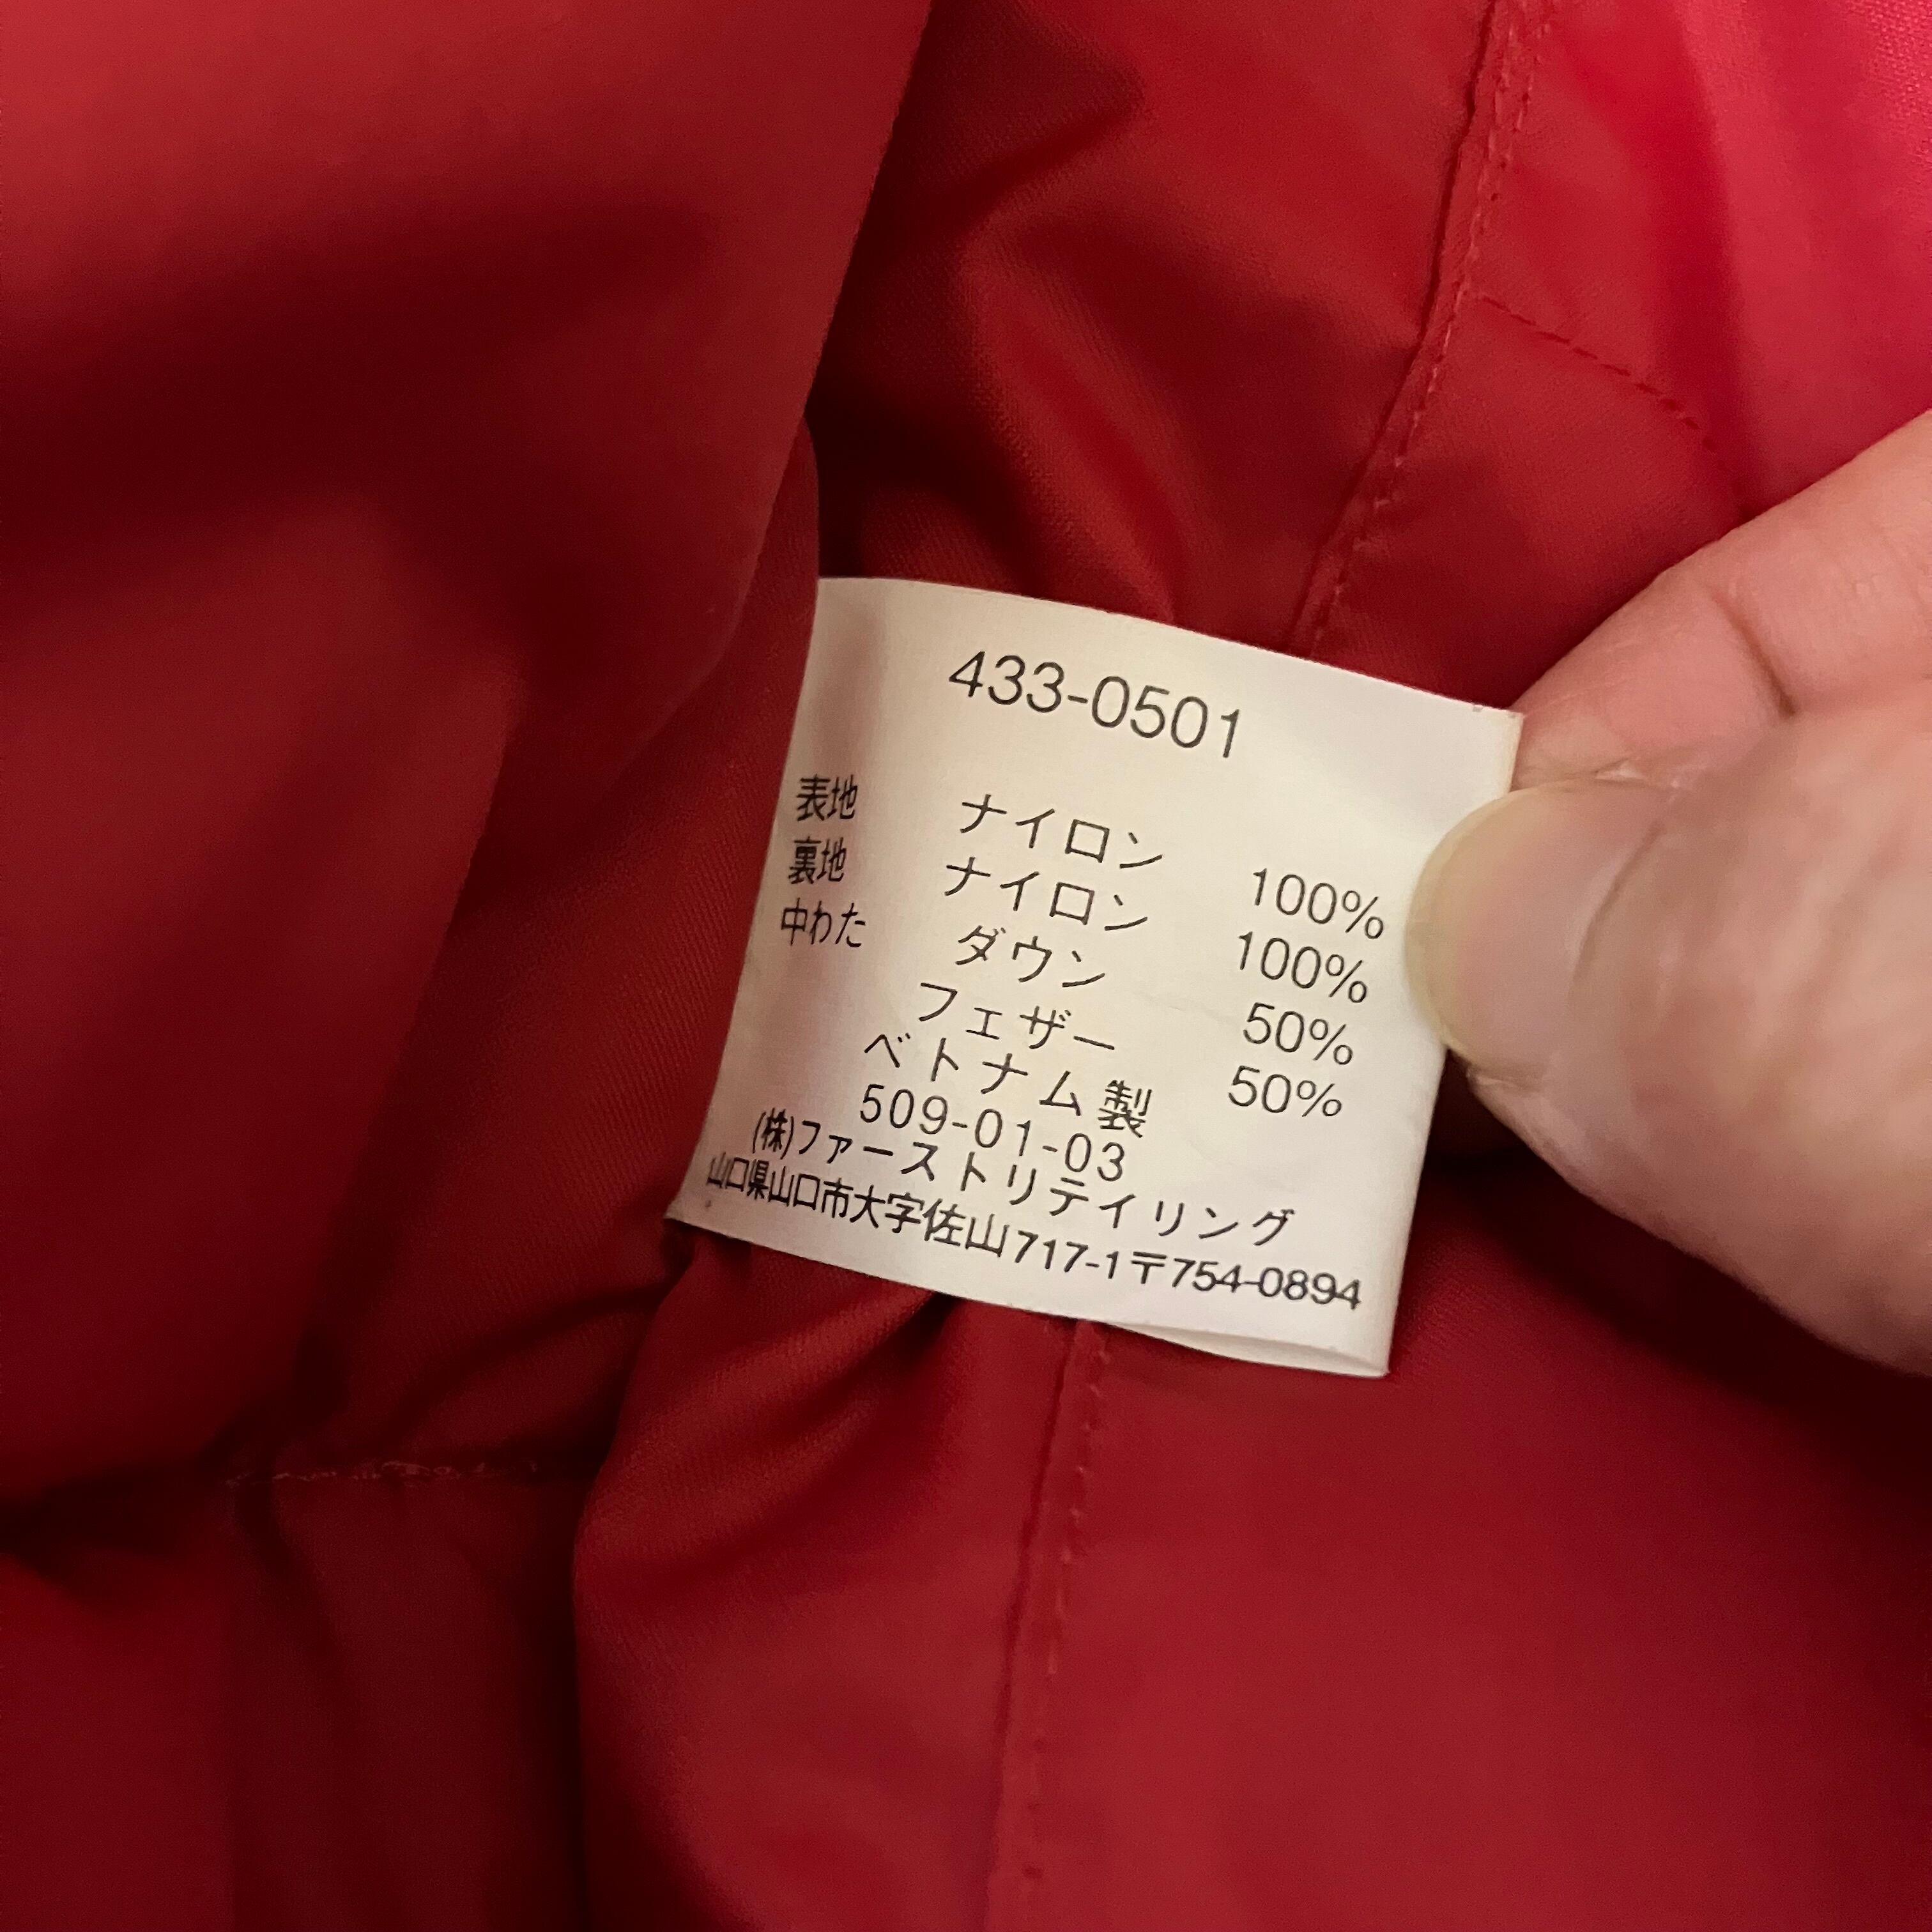 433-0501
表地 ナイロン 100%
裏地 ナイロン 100%
中わた ダウン 50%
フェザー 50%
ベトナム製
509-01-03
(株)ファーストリテイリング
山口県山口市大字佐山717-1〒754-0894